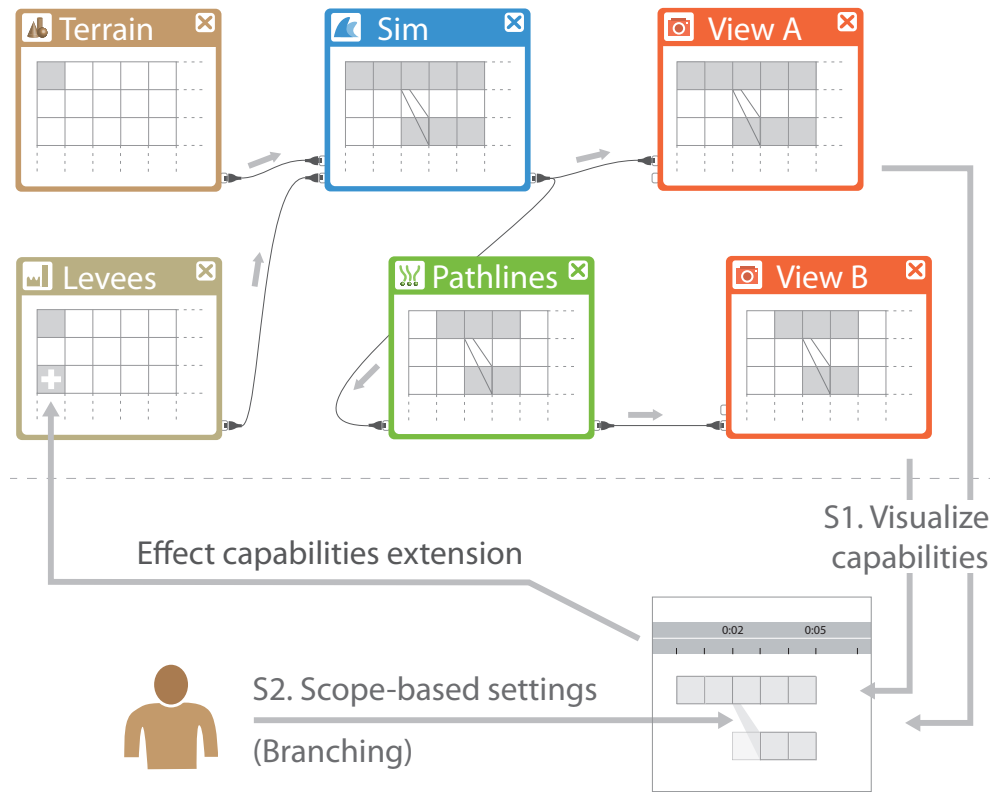 Terrain
Sim
View A
Levees
Pathlines
View B
S1. Visualize
capabilities
Effect capabilities extension
0:02 0:05
S2. Scope-based settings
(Branching)